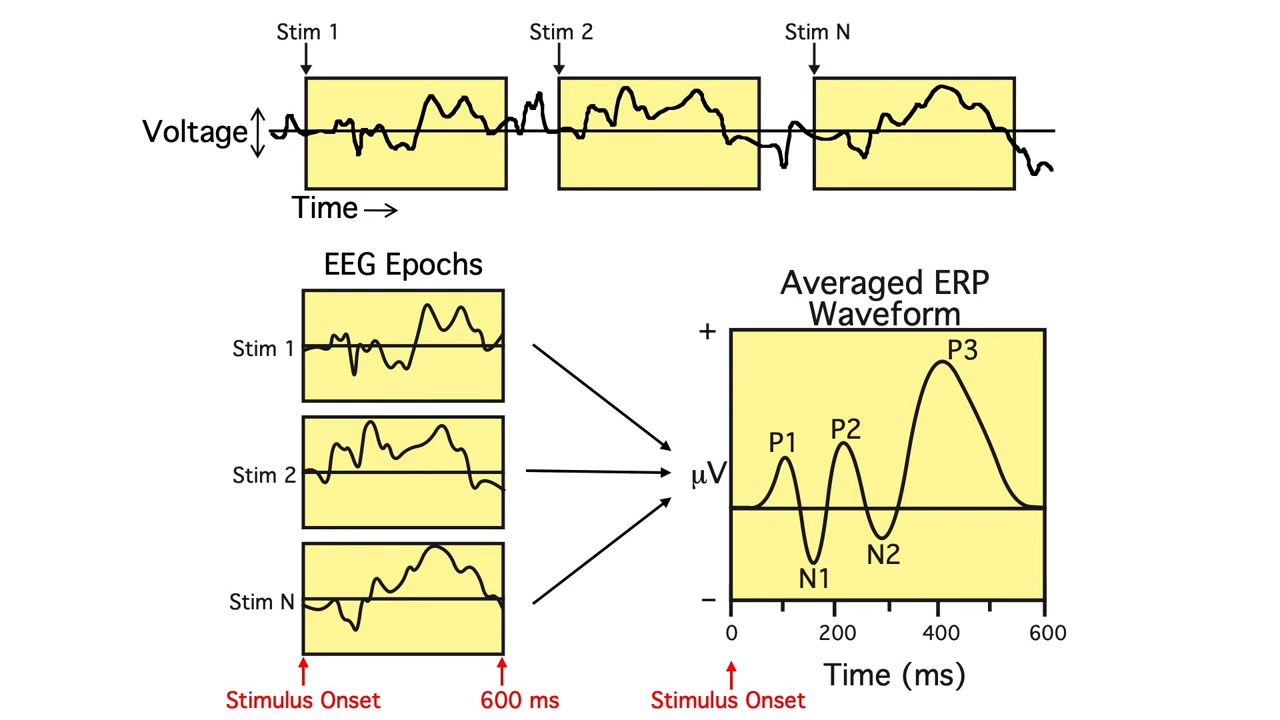 Stim 1
Stim 2
Stim N
Voltage
Time
EEG Epochs
Stim 1
Stim 2
Stim N
Stimulus Onset
600 ms
Averaged ERP
Waveform
+
P3
P1
P2
μV
N2
N1
–
0
200
400
600
Time (ms)
Stimulus Onset